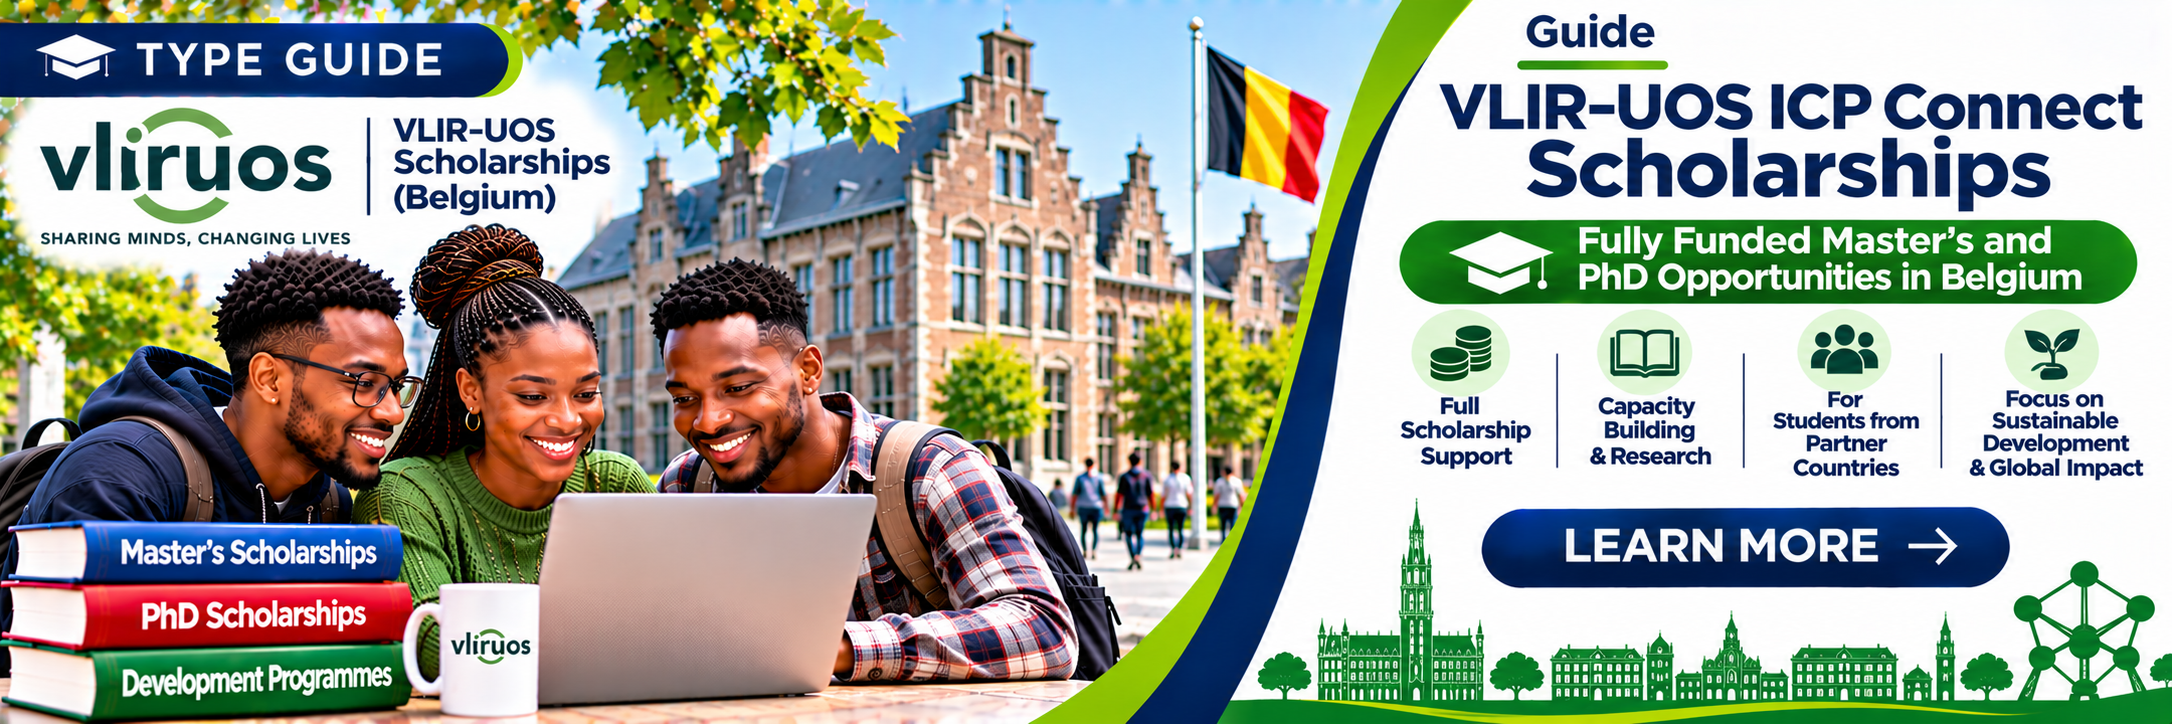 TYPE GUIDE
vliruos
SHARING MINDS, CHANGING LIVES
VLIR-UOS
Scholarships
(Belgium)
Master's Scholarships
PhD Scholarships
Development Programmes
vliruos
Guide
VLIR-UOS ICP Connect
Scholarships
Fully Funded Master's and
PhD Opportunities in Belgium
Full
Scholarship
Support
Capacity
Building
& Research
For
Students from
Partner
Countries
Focus on
Sustainable
Development
& Global Impact
LEARN MORE →